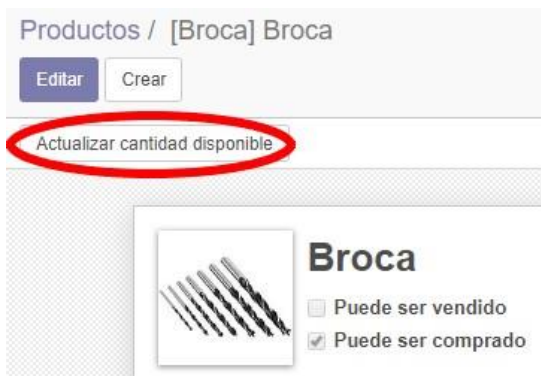 Productos / [Broca] Broca
Editar Crear
Actualizar cantidad disponible
Broca
Puede ser vendido
Puede ser comprado